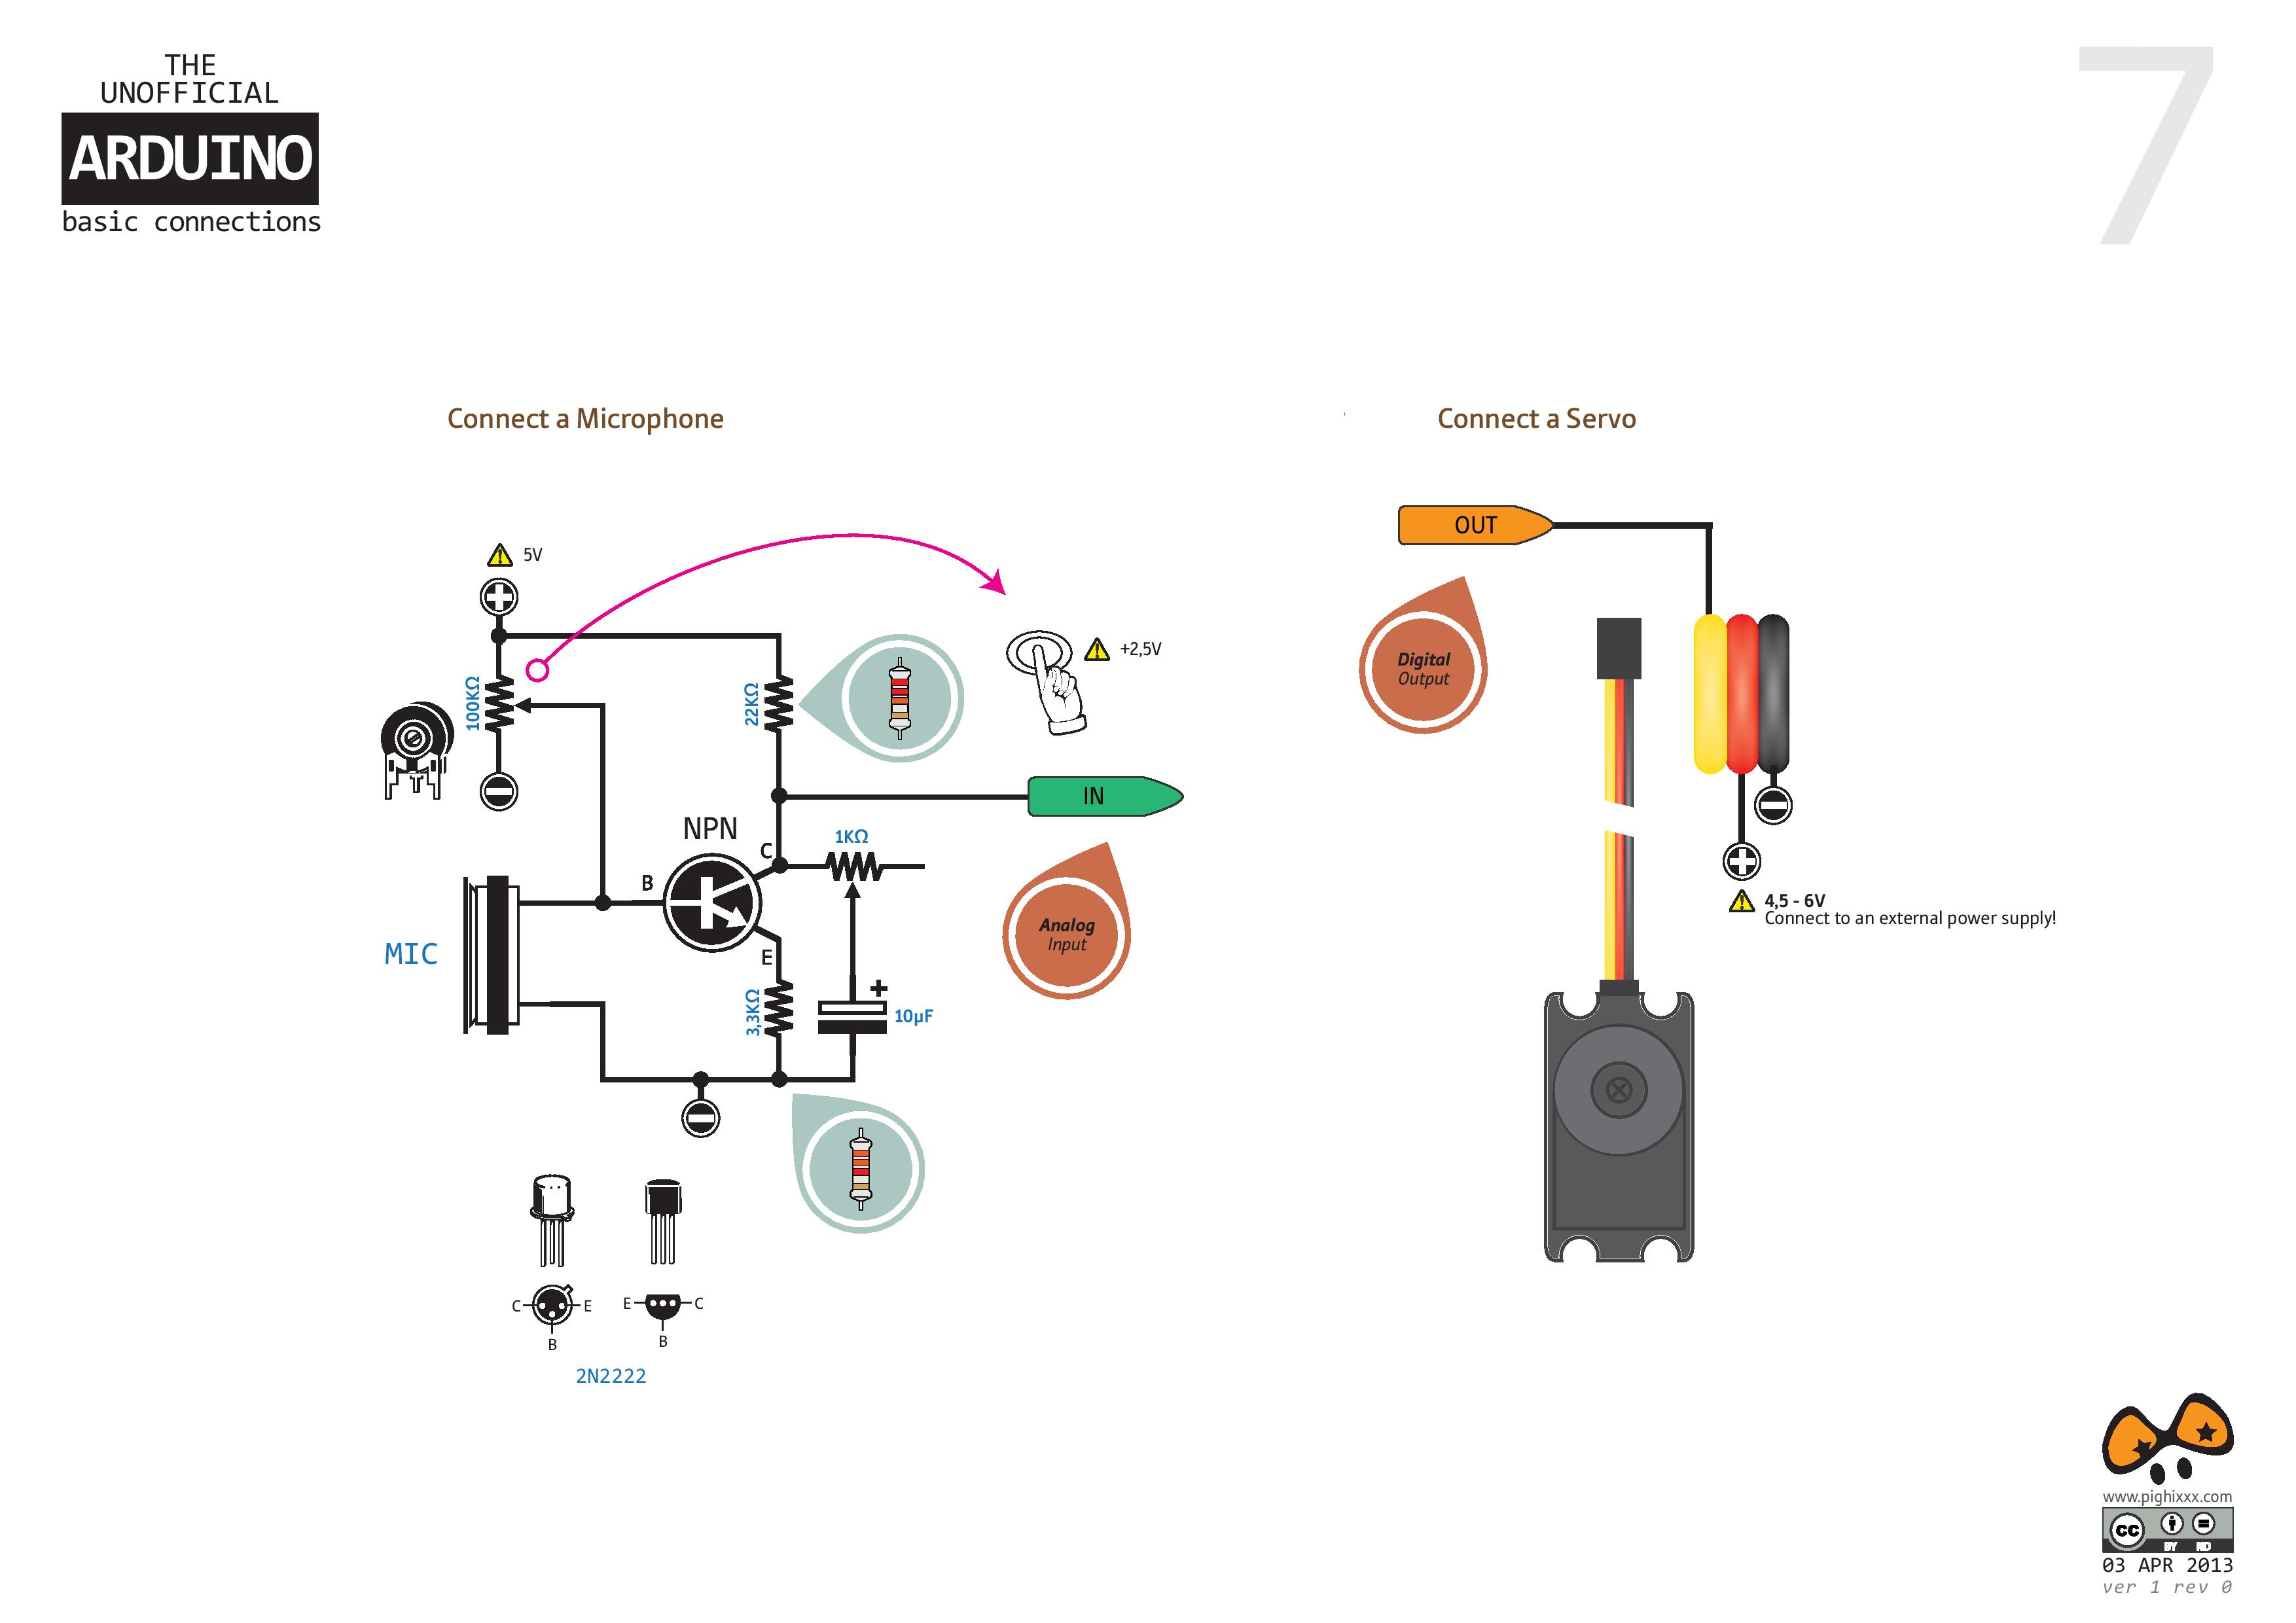 THE
UNOFFICIAL
ARDUINO
basic connections
7
Connect a Microphone
5V
100KΩ
22KΩ
+2,5V
IN
NPN
C
B
E
1KΩ
Analog
Input
MIC
3,3KΩ
+
10µF
C
E
B
E
C
B
2N2222
Connect a Servo
OUT
Digital
Output
4,5 - 6V
Connect to an external power supply!
www.pighixxx.com
cc
BY ND
03 APR 2013
ver 1 rev 0